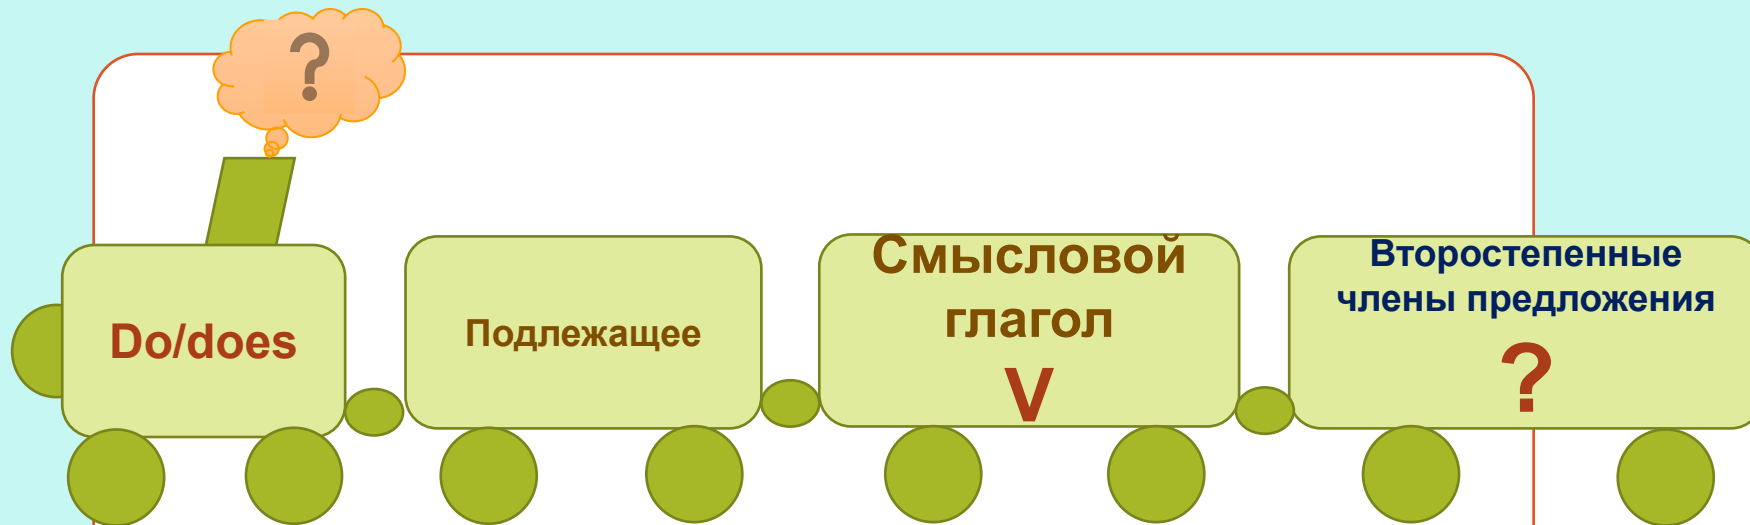 ?
Do/does
Подлежащее
Смысловой
глагол
V
Второстепенные
члены предложения
?